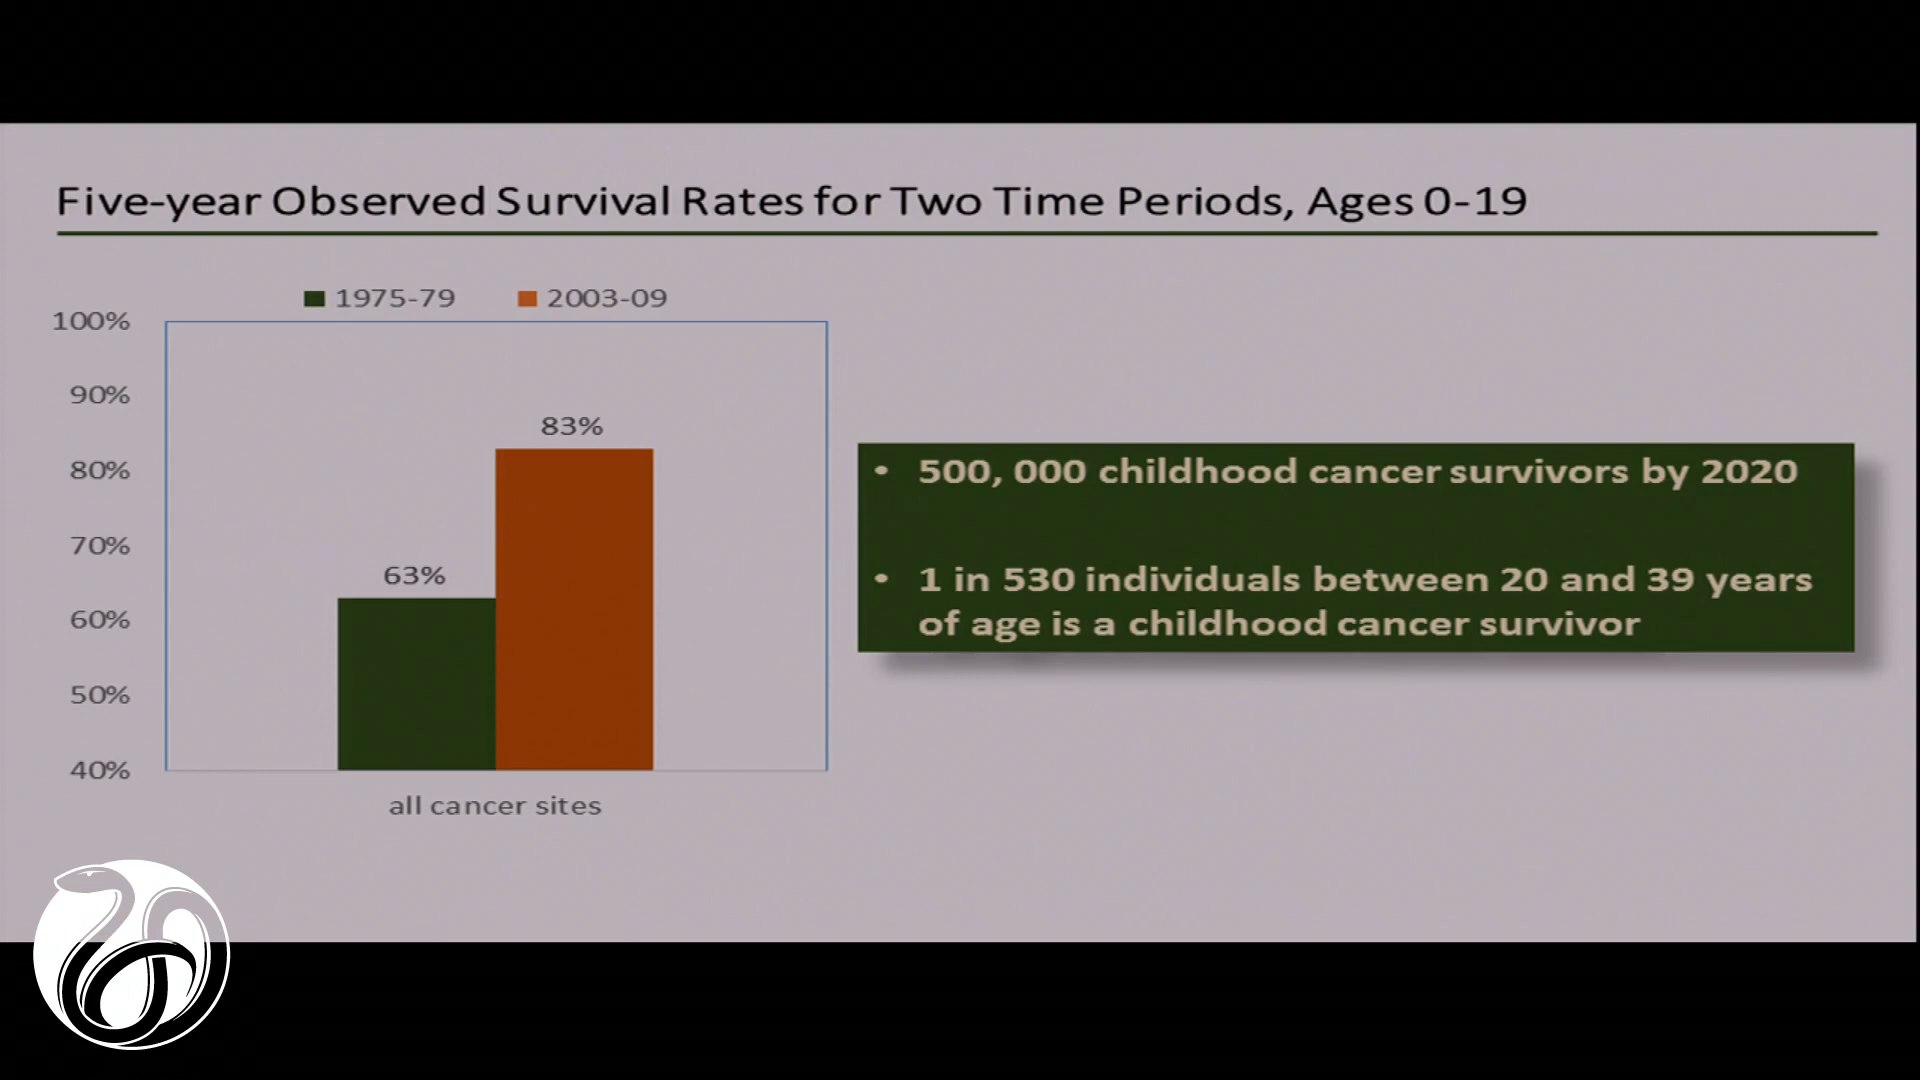 Five-year Observed Survival Rates for Two Time Periods, Ages 0-19
1975-79 2003-09
100%
90%
80%
70%
60%
50%
40%
83%
63%
all cancer sites
• 500, 000 childhood cancer survivors by 2020
• 1 in 530 individuals between 20 and 39 years
of age is a childhood cancer survivor